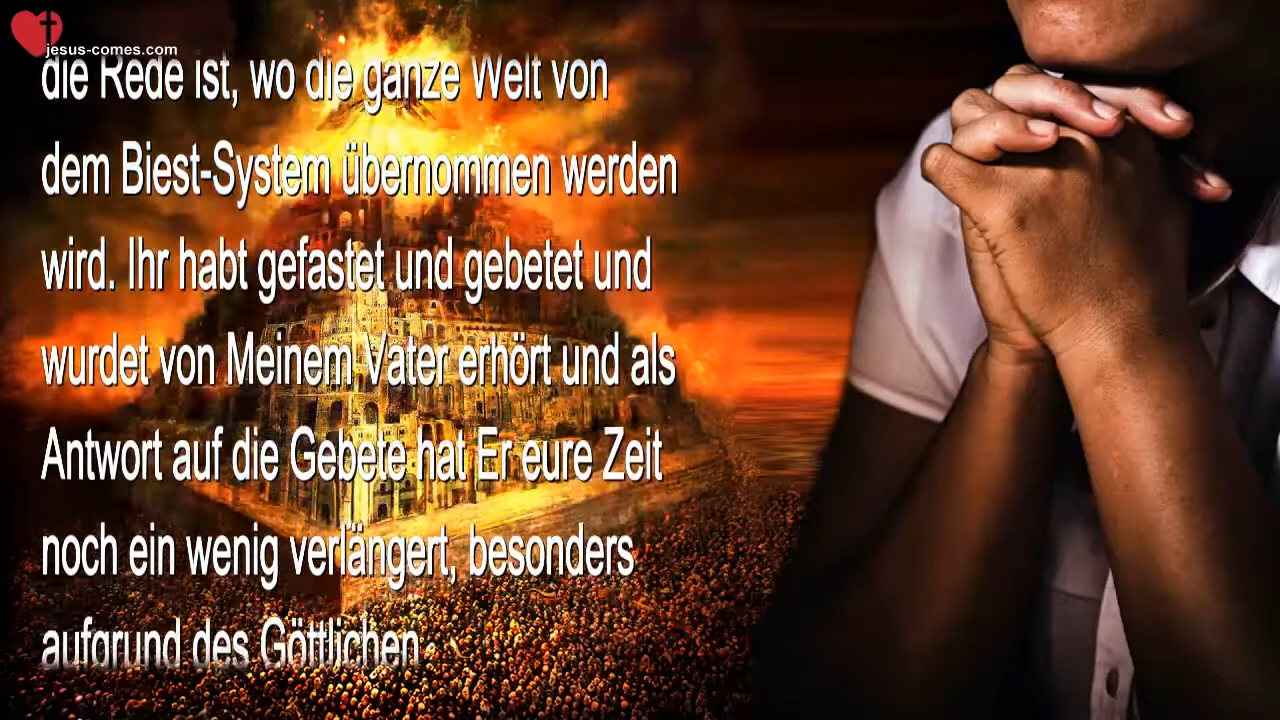 jesus-comes.com
die Rede ist, wo die ganze Welt von
dem Biest-System übernommen werden
wird. Ihr habt gefastet und gebetet und
wurdet von Meinem Vater erhört und als
Antwort auf die Gebete hat Er eure Zeit
noch ein wenig verlängert, besonders
aufgrund des Göttlichen